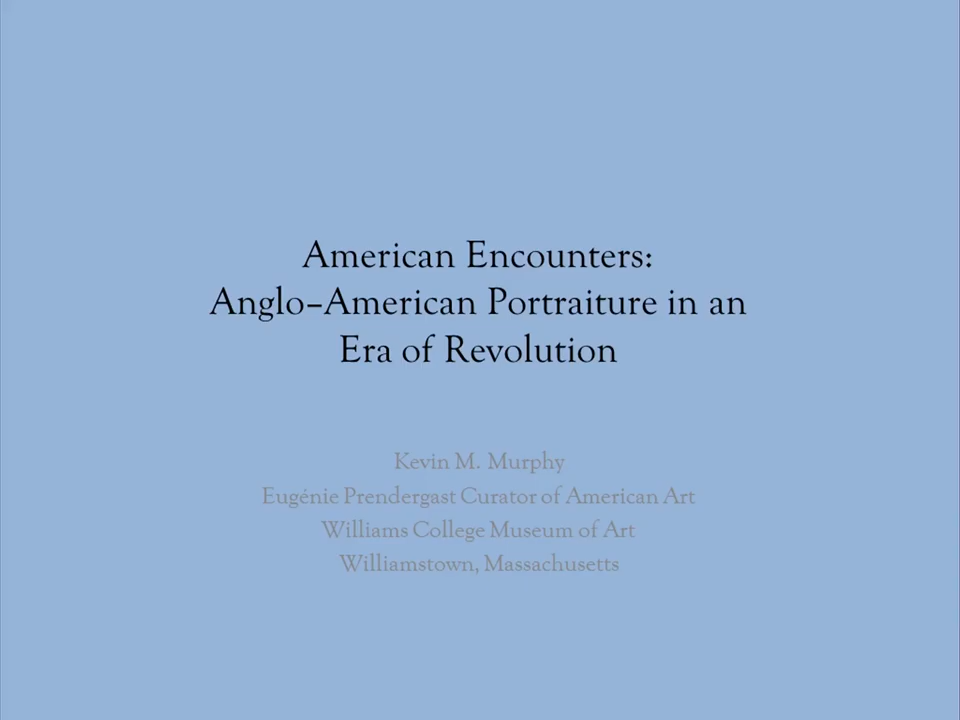 American Encounters:
Anglo–American Portraiture in an
Era of Revolution
Kevin M. Murphy
Eugénie Prendergast Curator of American Art
Williams College Museum of Art
Williamstown, Massachusetts